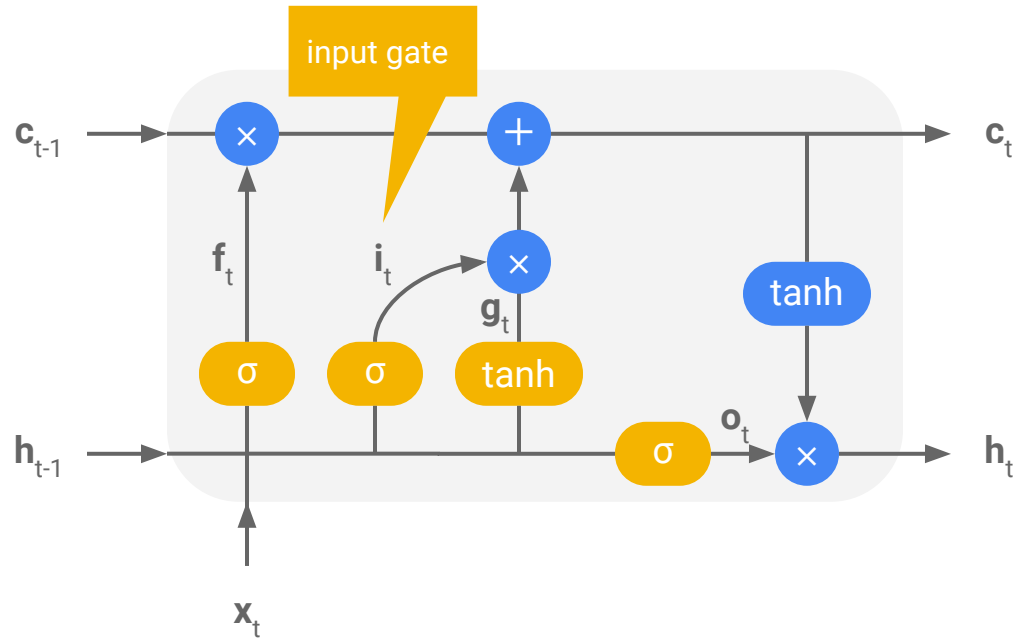 input gate
c t-1
×
+
c t
f t
i t
×
g t
tanh
σ
σ
tanh
o t
h t-1
σ
×
h t
x t